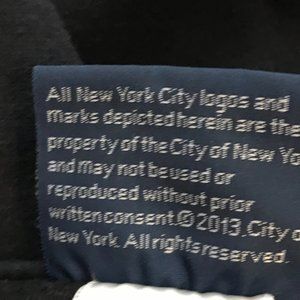 All New York City logos and
marks depicted herein are the
property of the City of New Yo
and may not be used or
reproduced without prior
written consent. © 2013. City o
New York. All rights reserved.